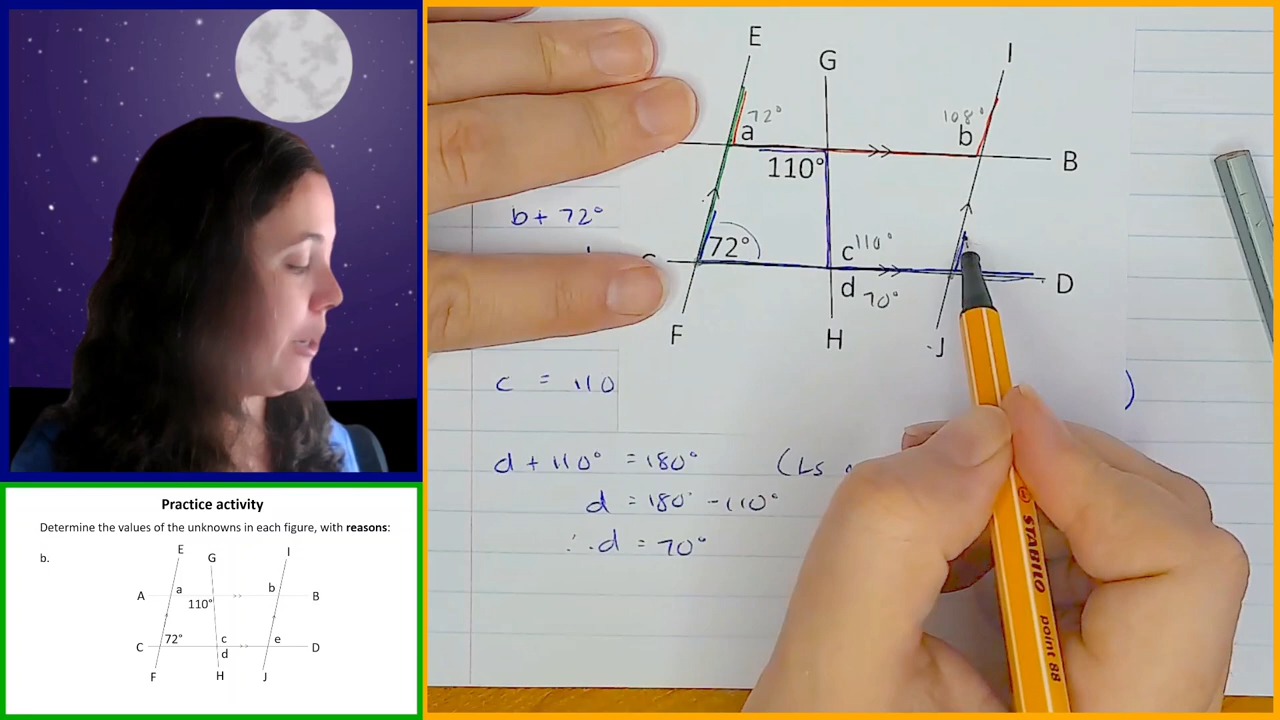 Practice activity
Determine the values of the unknowns in each figure, with reasons:
b.
E
G
I
A
a
b
B
110°
C
72°
c
e
D
d
F
H
J
E
G
I
72°
108°
a
b
B
110°
b + 72°
72°
c 110°
D
d 70°
F
H
J
c = 110
)
d + 110° = 180° (Ls
d = 180° - 110°
∴ d = 70°
STABILO point 88